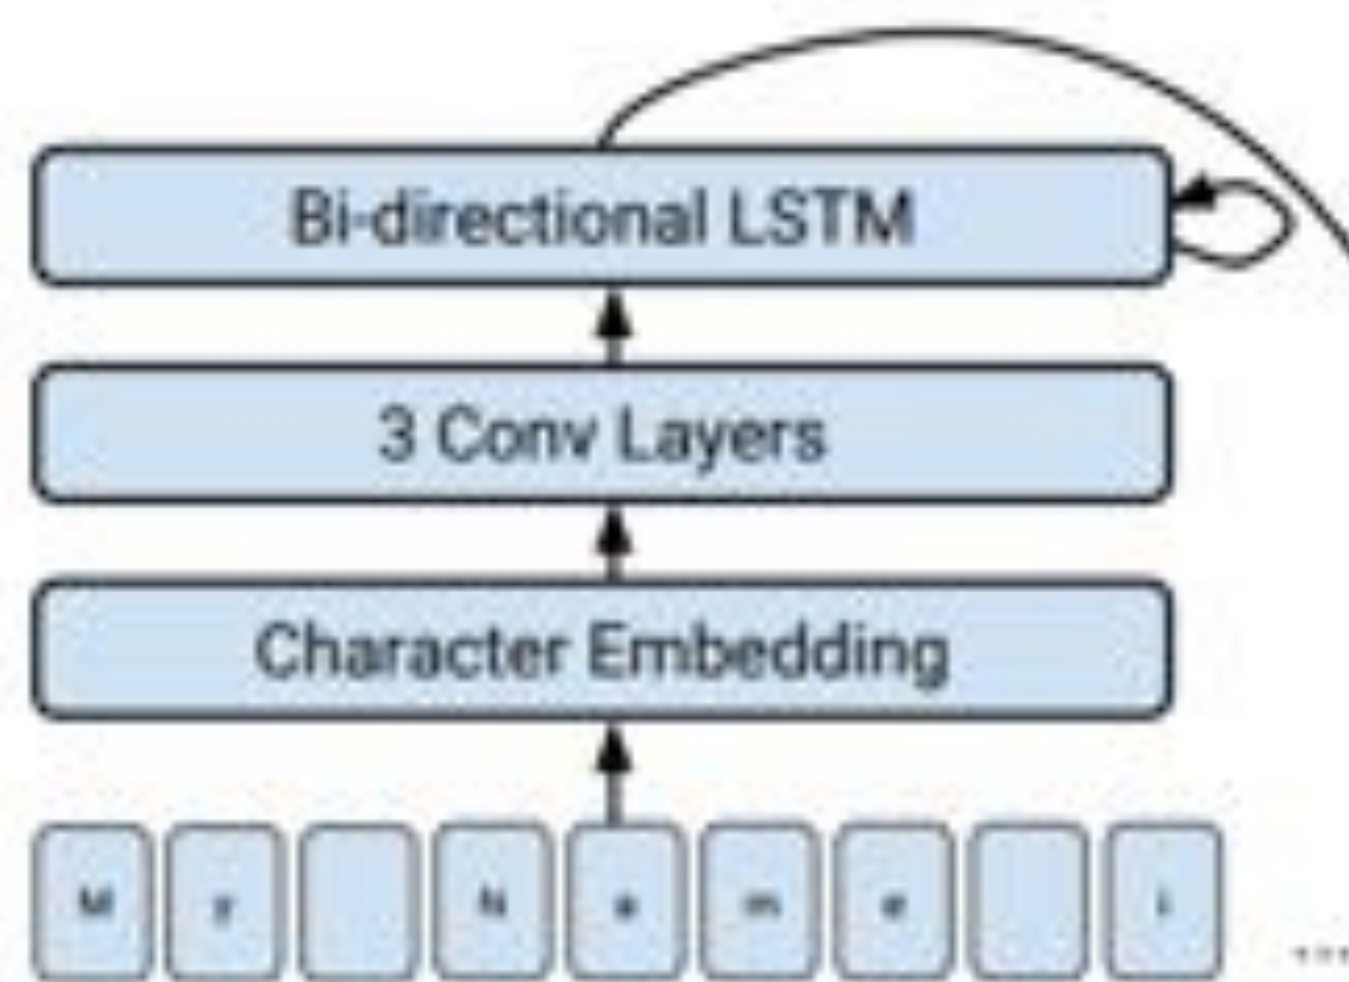 Bi-directional LSTM
3 Conv Layers
Character Embedding
M y N a m e i ...